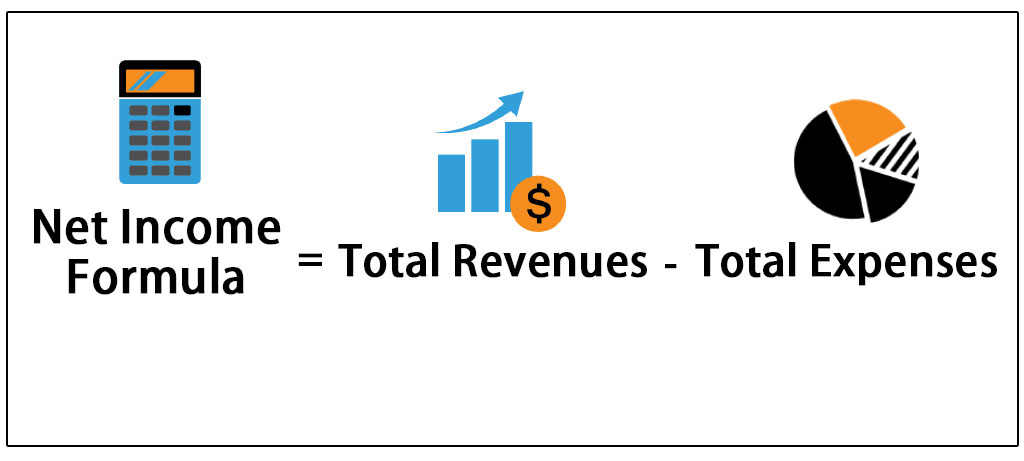 $
Net Income
Formula
= Total Revenues - Total Expenses